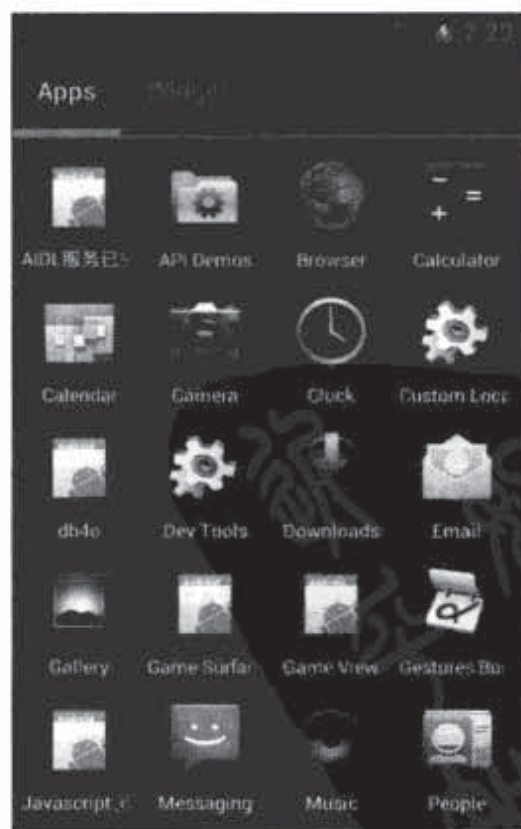 Apps
AIDL服务已
API Demos
Browser
Calculator
Calendar
Camera
Clock
Custom Loca
db4o
Dev Tools
Downloads
Email
Gallery
Game Surfa
Game View
Gestures Bui
Javascript
Messaging
Music
People